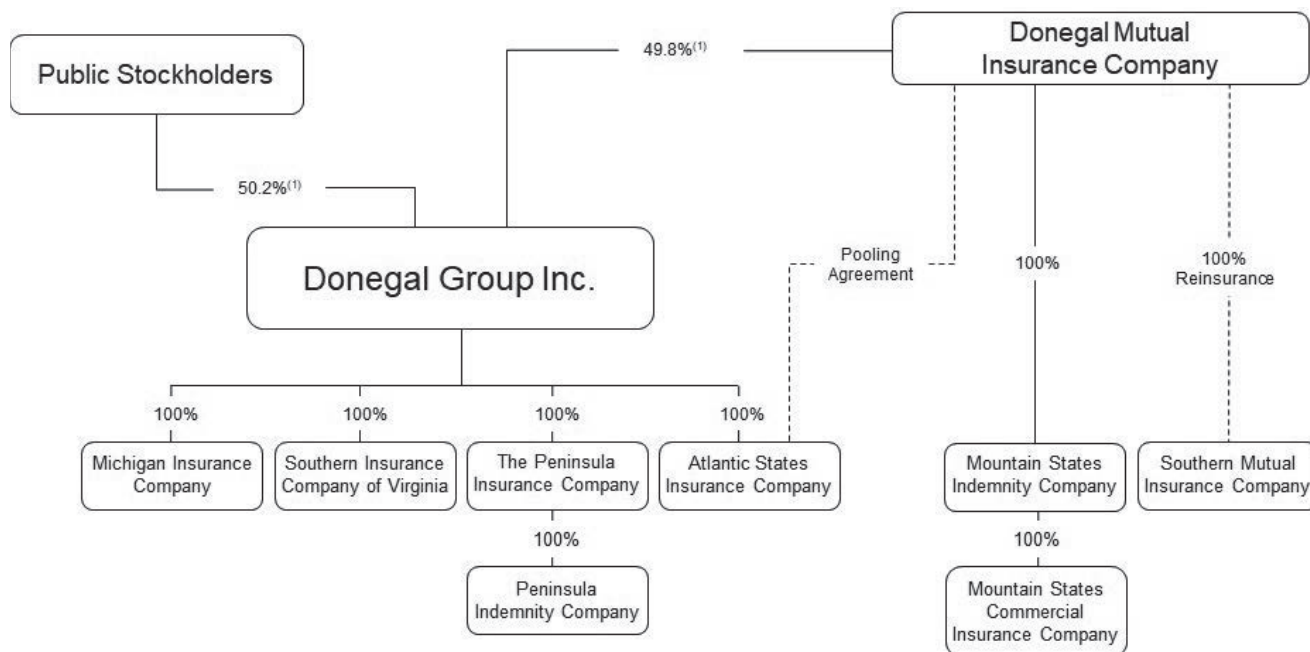 Public Stockholders
49.8%(1)
Donegal Mutual
Insurance Company
50.2%(1)
Donegal Group Inc.
Pooling
Agreement
100%
100%
Reinsurance
100%
100%
100%
100%
Michigan Insurance
Company
Southern Insurance
Company of Virginia
The Peninsula
Insurance Company
Atlantic States
Insurance Company
Mountain States
Indemnity Company
Southern Mutual
Insurance Company
100%
100%
Peninsula
Indemnity Company
Mountain States
Commercial
Insurance Company